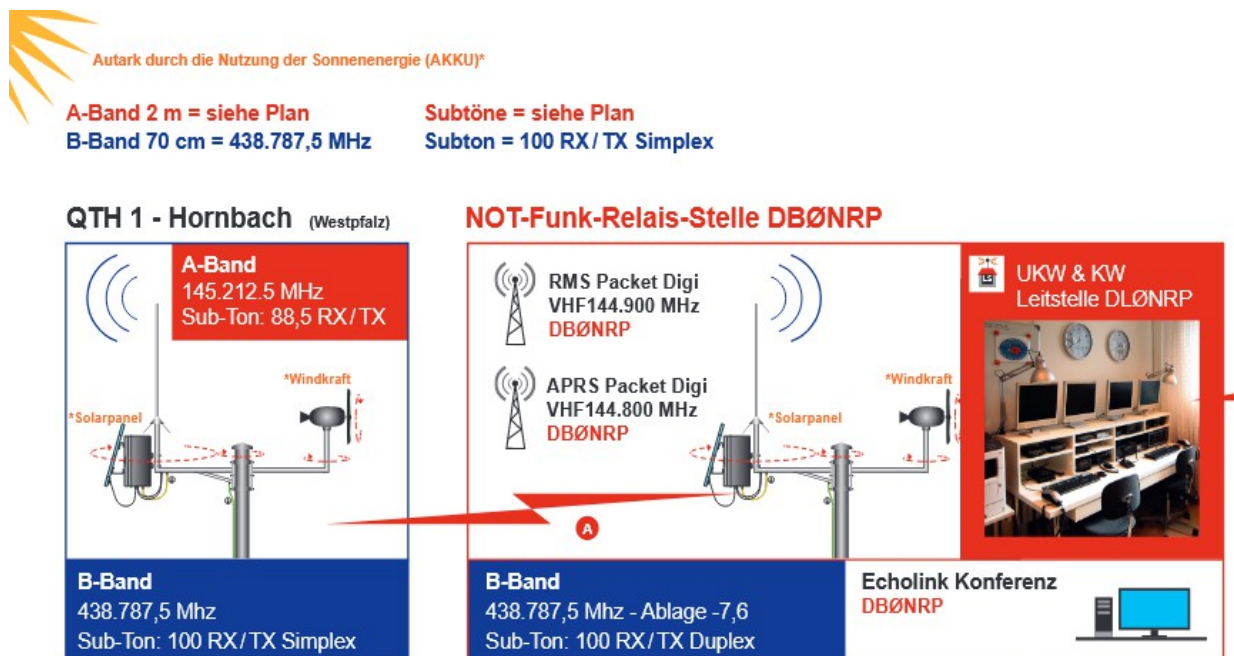 Autark durch die Nutzung der Sonnenenergie (AKKU)*
A-Band 2 m = siehe Plan
Subtöne = siehe Plan
B-Band 70 cm = 438.787,5 MHz
Subton = 100 RX/TX Simplex
QTH 1 - Hornbach (Westpfalz)
NOT-Funk-Relais-Stelle DBØNRP
A-Band
145.212.5 MHz
Sub-Ton: 88,5 RX/TX
*Windkraft
*Solarpanel
B-Band
438.787,5 Mhz
Sub-Ton: 100 RX/TX Simplex
RMS Packet Digi
VHF144.900 MHz
DBØNRP
APRS Packet Digi
VHF144.800 MHz
DBØNRP
*Windkraft
*Solarpanel
A
LS
UKW & KW
Leitstelle DLØNRP
B-Band
438.787,5 Mhz - Ablage -7,6
Sub-Ton: 100 RX/TX Duplex
Echolink Konferenz
DBØNRP